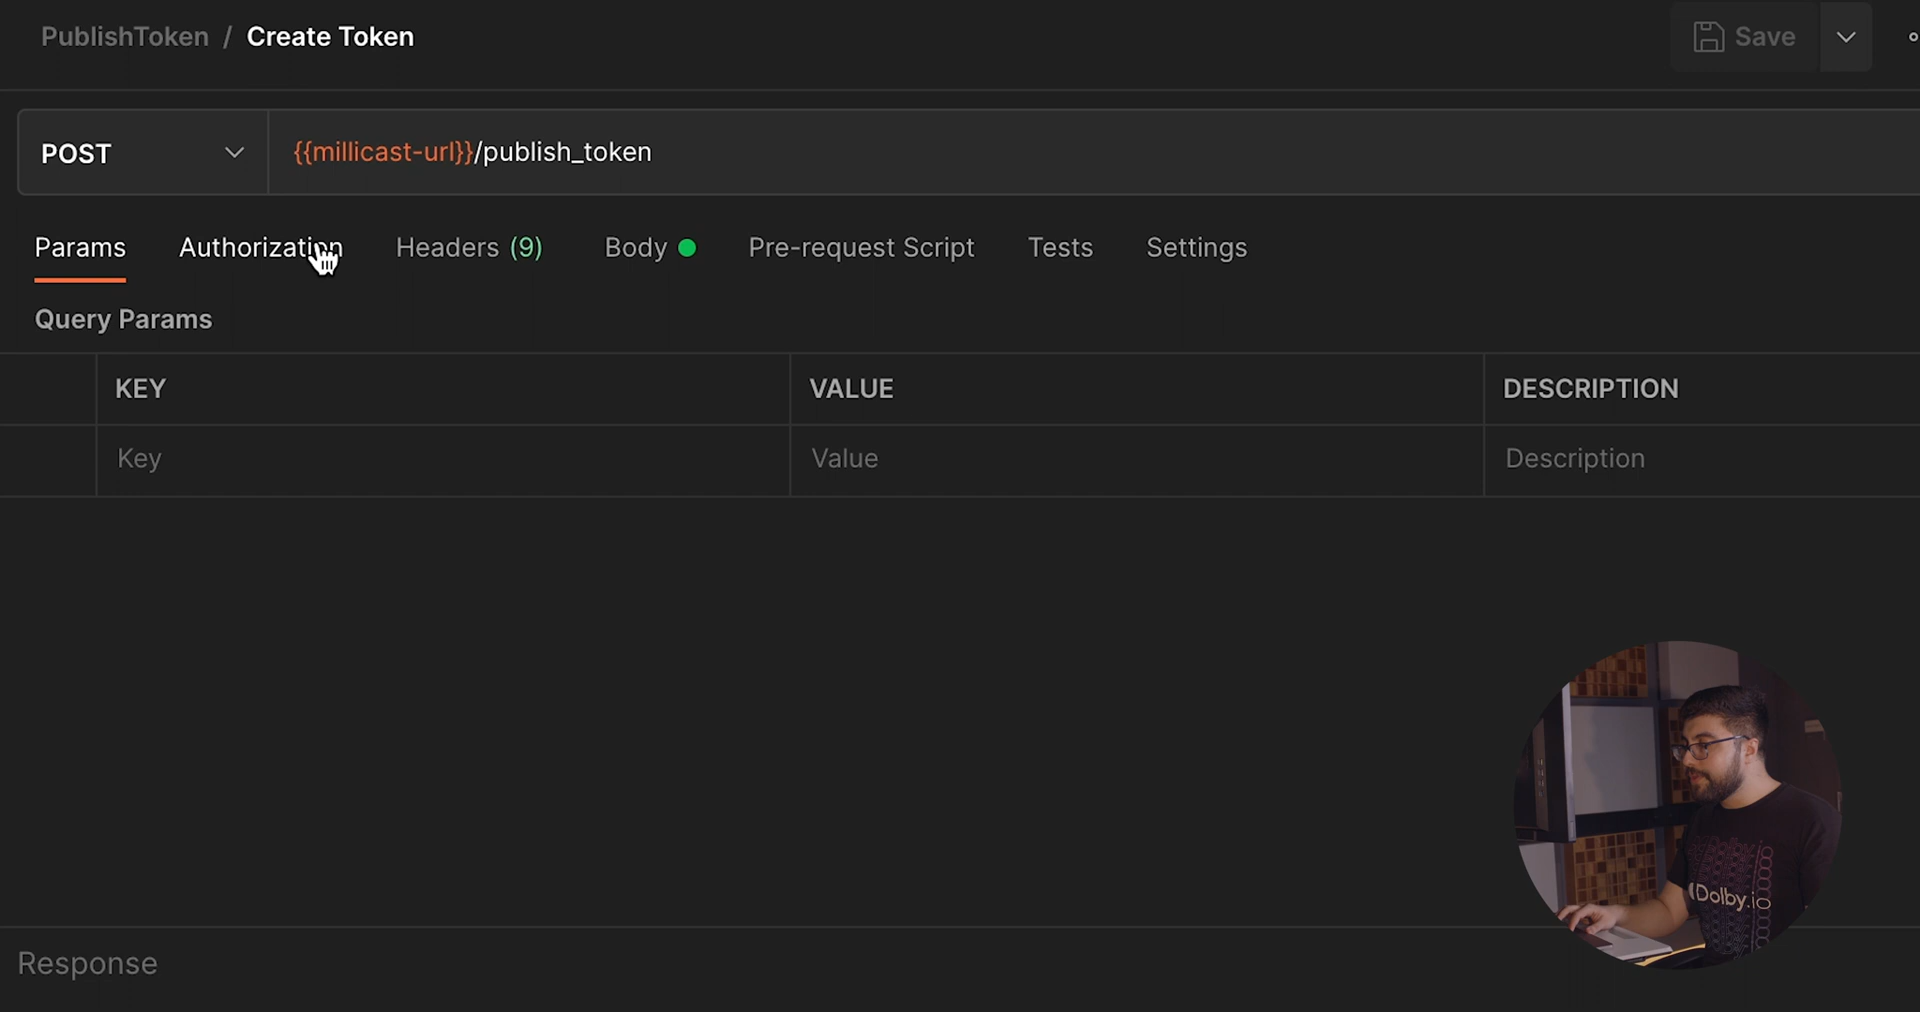 PublishToken / Create Token
Save
POST
{{millicast-url}}/publish_token
Params Authorization Headers (9) Body Pre-request Script Tests Settings
Query Params
KEY VALUE DESCRIPTION
Key Value Description
Dolby.io
Response